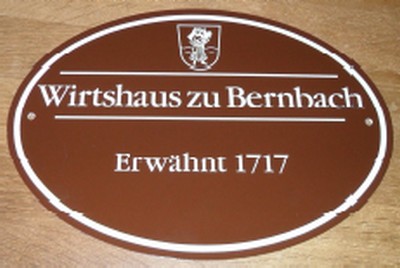 Wirtshaus zu Bernbach
Erwähnt 1717